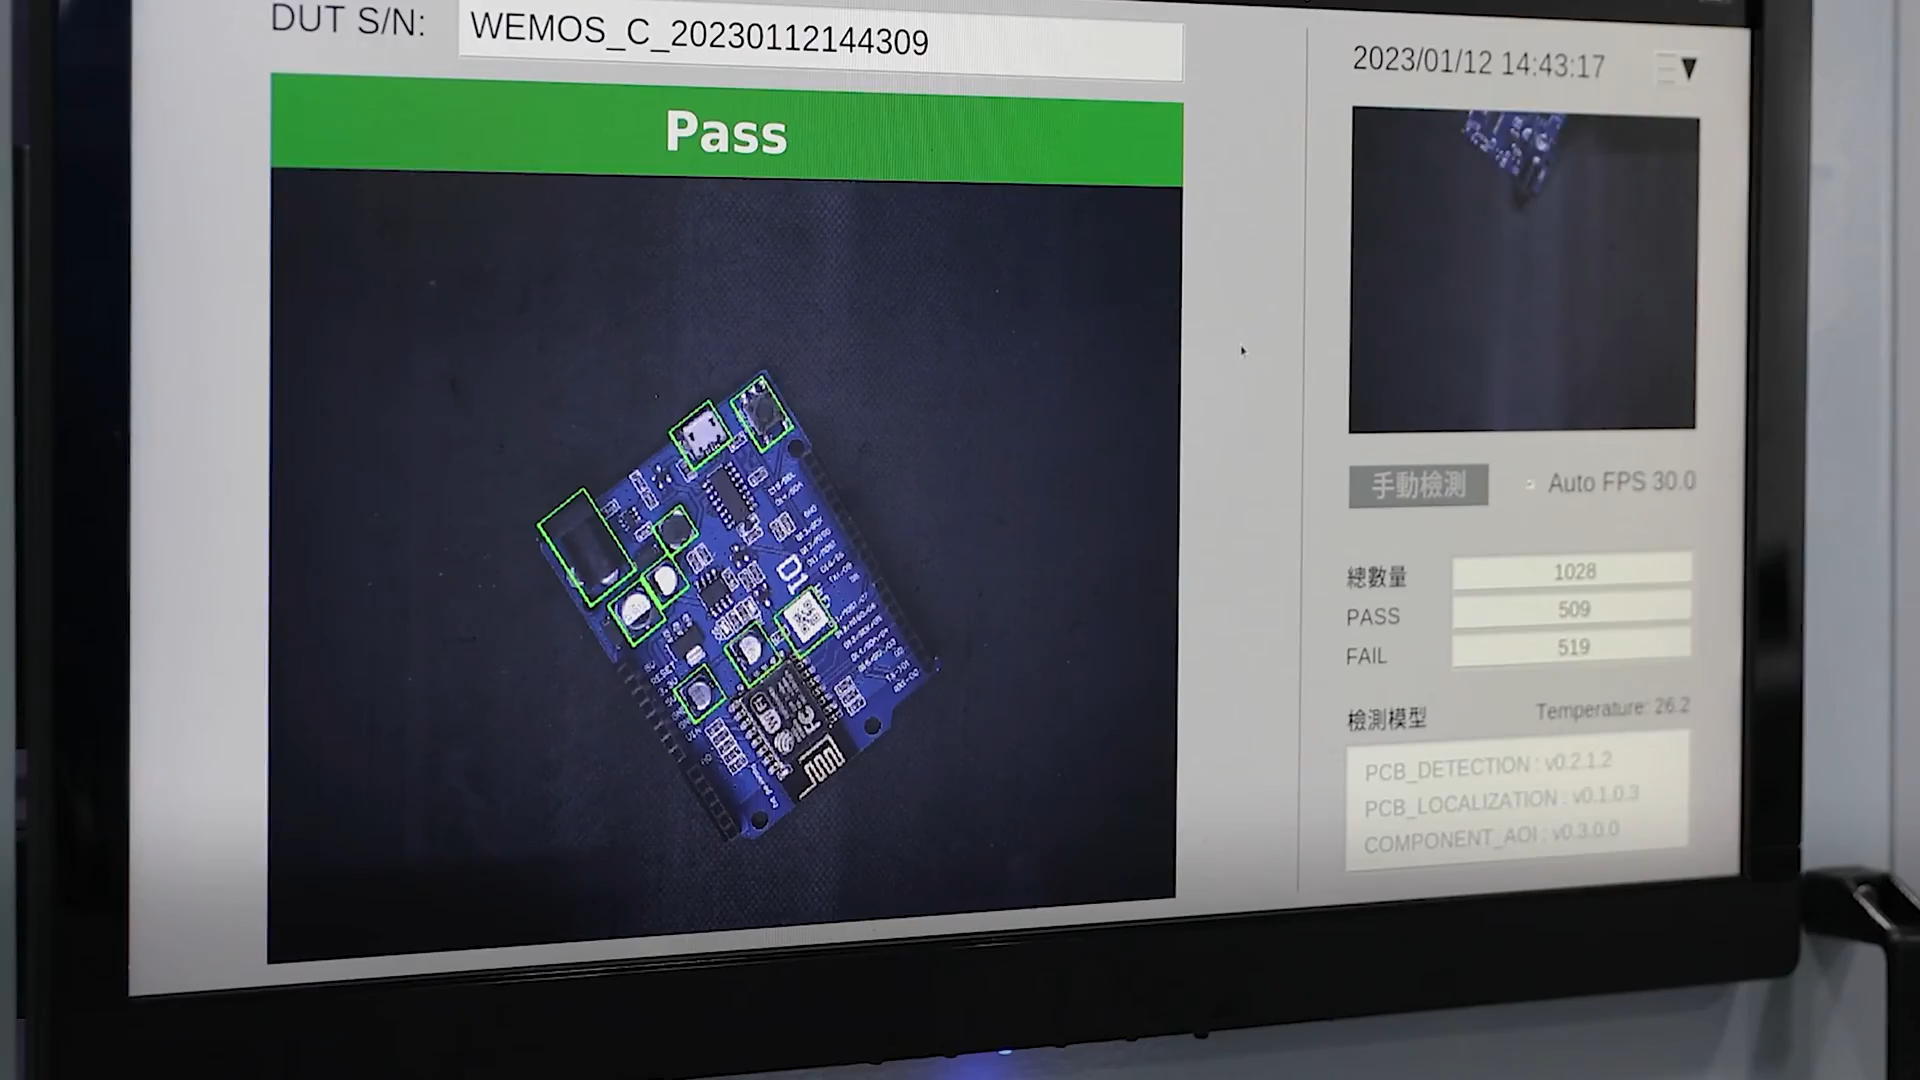 DUT S/N: WEMOS_C_20230112144309
Pass
D1
WiFi
2023/01/12 14:43:17
手動檢測 Auto FPS 30.0
總數量 1028
PASS 509
FAIL 519
檢測模型 Temperature: 26.2
PCB_DETECTION : v0.2.1.2
PCB_LOCALIZATION : v0.1.0.3
COMPONENT_AOI : v0.3.0.0